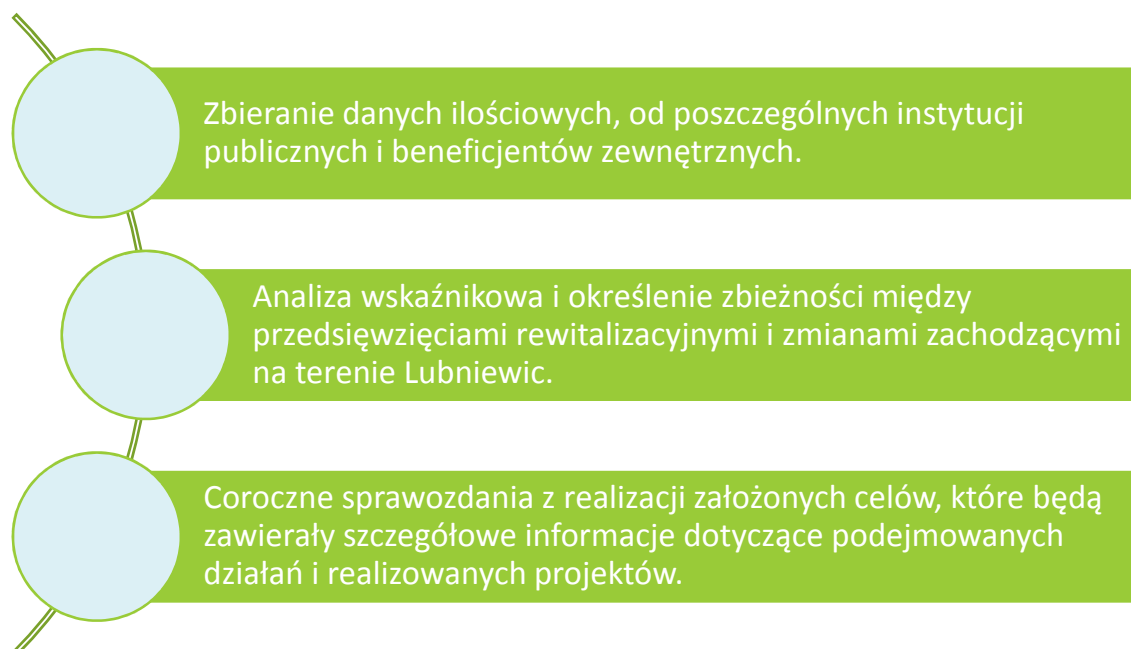 Zbieranie danych ilościowych, od poszczególnych instytucji
publicznych i beneficjentów zewnętrznych.
Analiza wskaźnikowa i określenie zbieżności między
przedsięwzięciami rewitalizacyjnymi i zmianami zachodzącymi
na terenie Lubniewic.
Coroczne sprawozdania z realizacji założonych celów, które będą
zawierały szczegółowe informacje dotyczące podejmowanych
działań i realizowanych projektów.